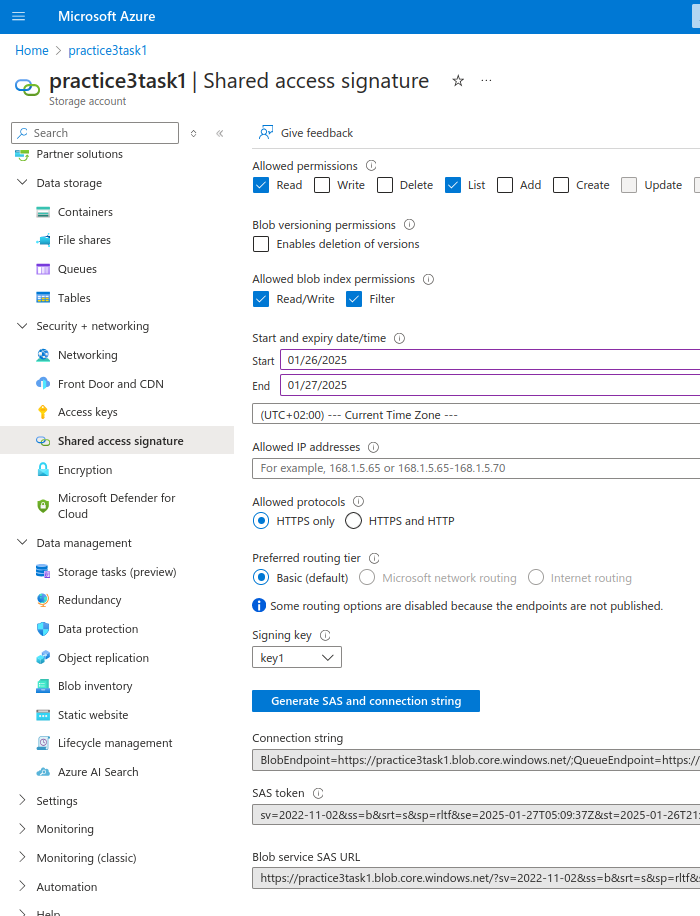 Microsoft Azure
Home > practice3task1
practice3task1 | Shared access signature ☆ ...
Storage account
Search
Give feedback
Partner solutions
Data storage
Containers
File shares
Queues
Tables
Security + networking
Networking
Front Door and CDN
Access keys
Shared access signature
Encryption
Microsoft Defender for
Cloud
Data management
Storage tasks (preview)
Redundancy
Data protection
Object replication
Blob inventory
Static website
Lifecycle management
Azure AI Search
Settings
Monitoring
Monitoring (classic)
Automation
Help
Allowed permissions
Read Write Delete List Add Create Update
Blob versioning permissions
Enables deletion of versions
Allowed blob index permissions
Read/Write Filter
Start and expiry date/time
Start 01/26/2025
End 01/27/2025
(UTC+02:00) --- Current Time Zone ---
Allowed IP addresses
For example, 168.1.5.65 or 168.1.5.65-168.1.5.70
Allowed protocols
HTTPS only HTTPS and HTTP
Preferred routing tier
Basic (default) Microsoft network routing Internet routing
Some routing options are disabled because the endpoints are not published.
Signing key
key1
Generate SAS and connection string
Connection string
BlobEndpoint=https://practice3task1.blob.core.windows.net/;QueueEndpoint=https://
SAS token
sv=2022-11-02&ss=b&srt=s&sp=rltf&se=2025-01-27T05:09:37Z&st=2025-01-26T21:
Blob service SAS URL
https://practice3task1.blob.core.windows.net/?sv=2022-11-02&ss=b&srt=s&sp=rltf&